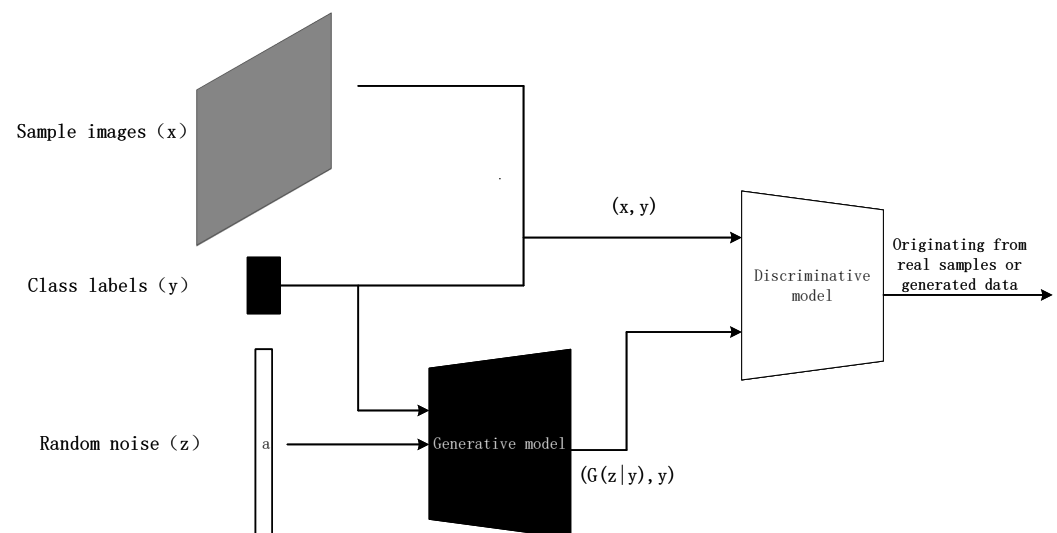 Sample images（x）
(x,y)
Originating from
real samples or
generated data
Discriminative
model
Class labels（y）
Random noise（z）
a
Generative model
(G(z|y),y)